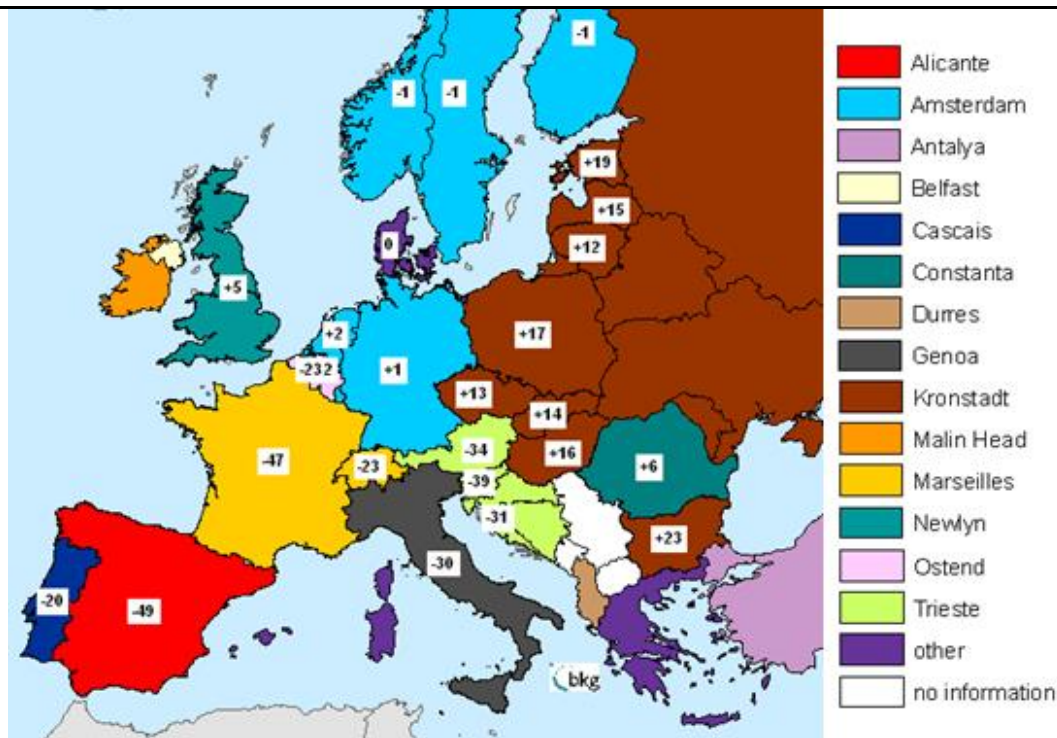 -1
-1
-1
+19
+15
+12
0
+5
+2
-232
+1
+17
+13
+14
-34
+16
-47
-23
-39
+6
-31
+23
-30
-20
-49
bkg
Alicante
Amsterdam
Antalya
Belfast
Cascais
Constanta
Durres
Genoa
Kronstadt
Malin Head
Marseilles
Newlyn
Ostend
Trieste
other
no information